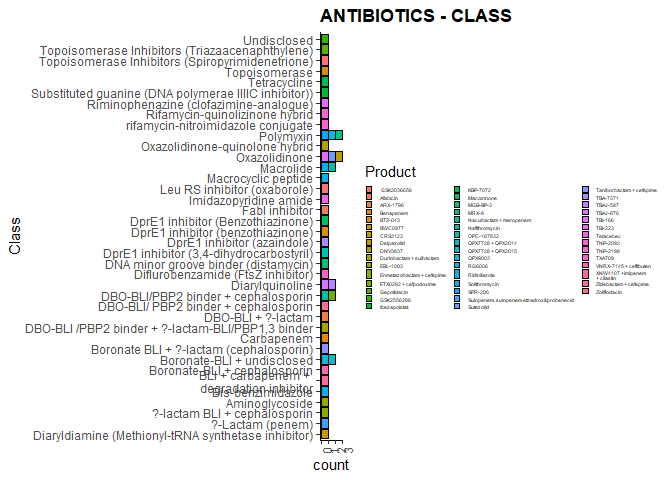 ANTIBIOTICS - CLASS
Class
Undisclosed
Topoisomerase Inhibitors (Triazaacenaphthylene)
Topoisomerase Inhibitors (Spiropyrimidenetrione)
Topoisomerase
Tetracycline
Substituted guanine (DNA polymerae IIIC inhibitor))
Riminophenazine (clofazimine-analogue)
Rifamycin-quinolizinone hybrid
rifamycin-nitroimidazole conjugate
Polymyxin
Oxazolidinone-quinolone hybrid
Oxazolidinone
Macrolide
Macrocyclic peptide
Leu RS inhibitor (oxaborole)
Imidazopyridine amide
FabI inhibitor
DprE1 inhibitor (Benzothiazinone)
DprE1 inhibitor (benzothiazinone)
DprE1 inhibitor (azaindole)
DprE1 inhibitor (3,4-dihydrocarbostyril)
DNA minor groove binder (distamycin)
Diflurobenzamide (FtsZ inhibitor)
Diarylquinoline
DBO-BLI/PBP2 binder + cephalosporin
DBO-BLI/ PBP2 binder + cephalosporin
DBO-BLI + ?-lactam
DBO-BLI /PBP2 binder + ?-lactam-BLI/PBP1,3 binder
Carbapenem
Boronate BLI + ?-lactam (cephalosporin)
Boronate-BLI + undisclosed
Boronate-BLI + cephalosporin
BLI + carbapenem +
degradation inhibitor
Bis-benzimidazole
Aminoglycoside
?-lactam BLI + cephalosporin
?-Lactam (penem)
Diaryldiamine (Methionyl-tRNA synthetase inhibitor)
0
1
2
3
count
Product
GSK3036656
Afabicin
ARX-1796
Benapenem
BTZ-043
BWC0977
CRS3123
Delpazolid
DNV3837
Durlobactam + sulbactam
EBL-1003
Enmetazobactam + cefepime
ETX0282 + cefpodoxime
Gepotidacin
GSK2556286
Ibezapolstat
KBP-7072
Macozinone
MGB-BP-3
MRX-8
Nacubactam + meropenem
Nafithromycin
OPC-167832
QPX7728 + QPX2014
QPX7728 + QPX2015
QPX9003
RG6006
Ridinilazole
Solithromycin
SPR-206
Sulopenem,sulopenem etzadroxil/probenecid
Sutezolid
Taniborbactam + cefepime
TBA-7371
TBAJ-587
TBAJ-876
TBI-166
TBI-223
Telacebec
TNP-2092
TNP-2198
TXA709
VNRX-7145 + ceftibuten
XNW4107 +imipenem
+ cilastin
Zidebactam + cefepime
Zoliflodacin